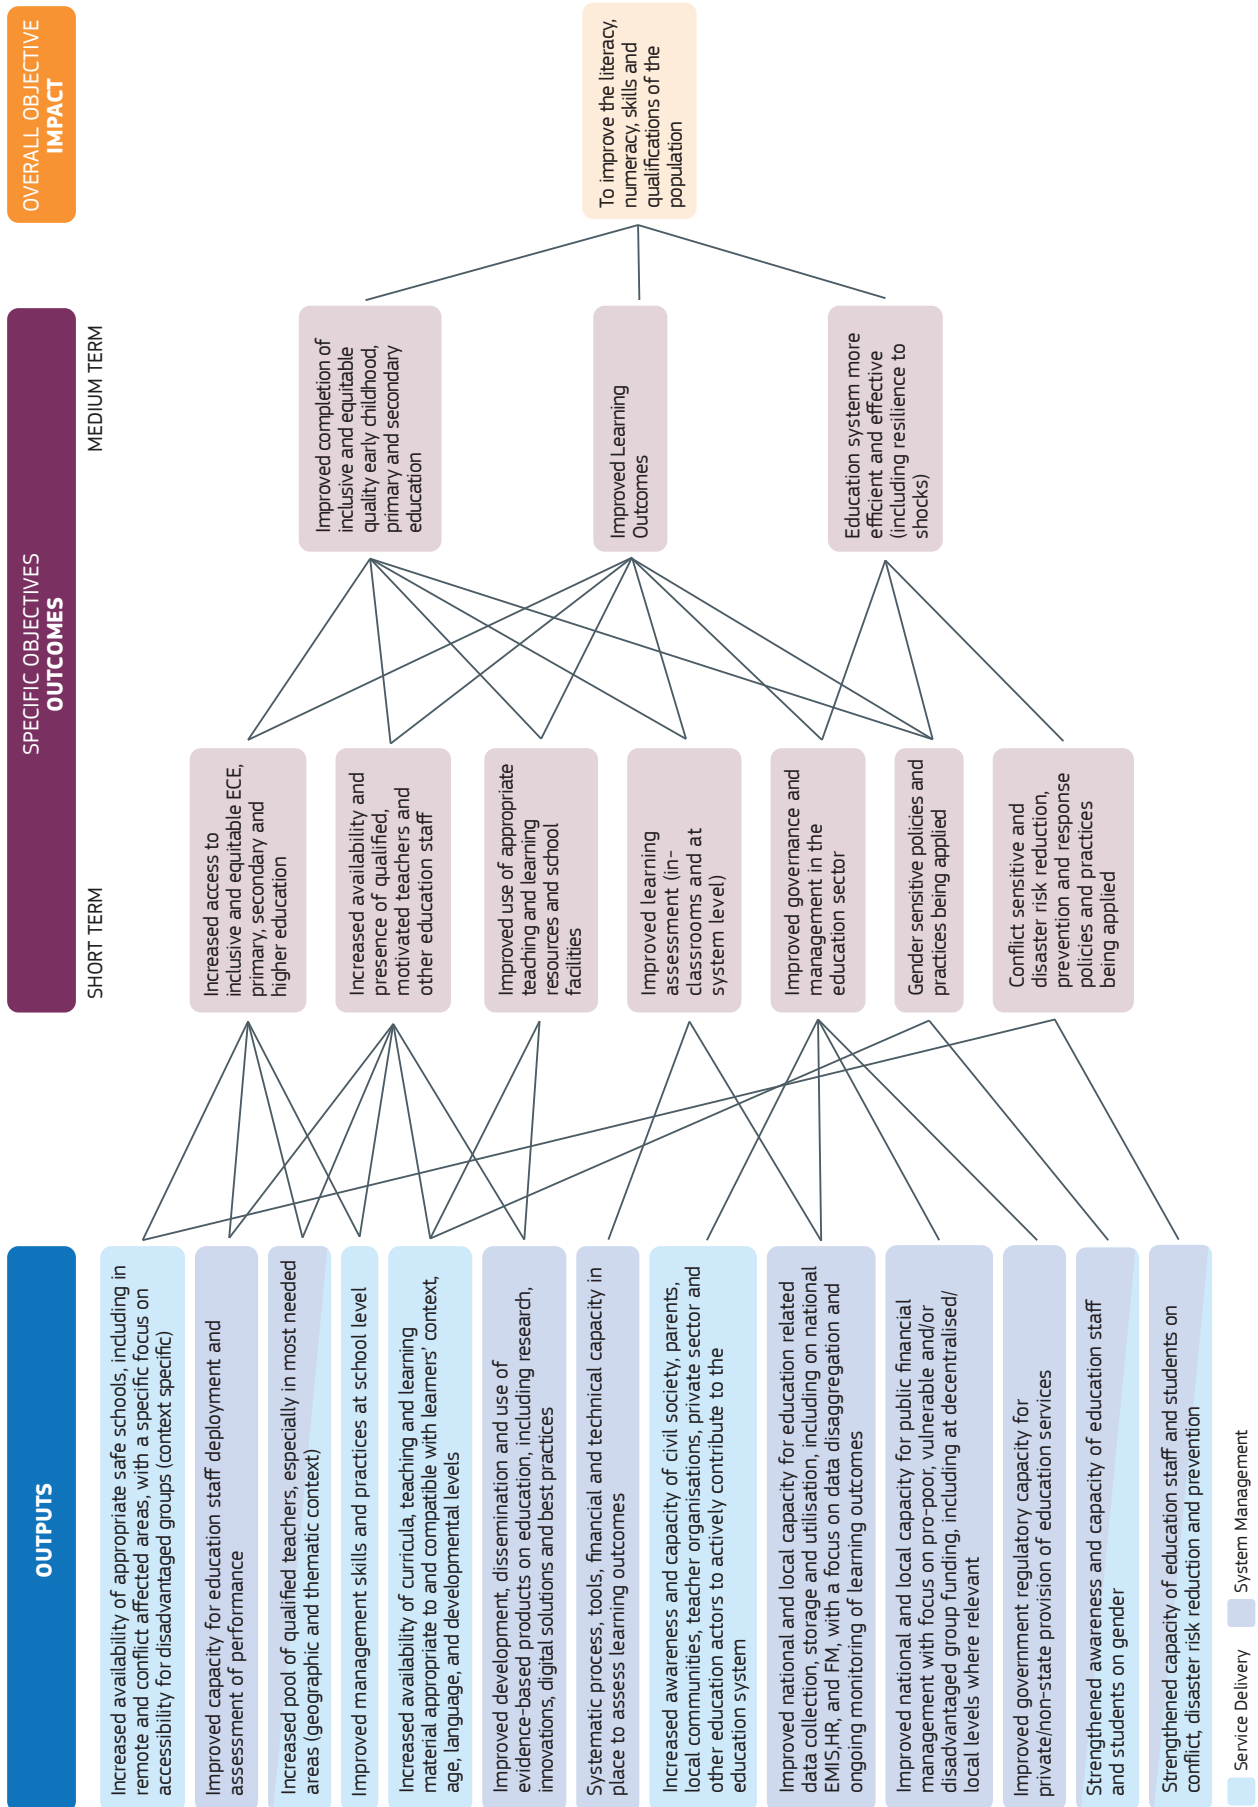 OUTPUTS
SPECIFIC OBJECTIVES
OUTCOMES
OVERALL OBJECTIVE
IMPACT
SHORT TERM
MEDIUM TERM
Increased availability of appropriate safe schools, including in
remote and conflict affected areas, with a specific focus on
accessibility for disadvantaged groups (context specific)
Improved capacity for education staff deployment and
assessment of performance
Increased pool of qualified teachers, especially in most needed
areas (geographic and thematic context)
Improved management skills and practices at school level
Increased availability of curricula, teaching and learning
material appropriate to and compatible with learners' context,
age, language, and developmental levels
Improved development, dissemination and use of
evidence-based products on education, including research,
innovations, digital solutions and best practices
Systematic process, tools, financial and technical capacity in
place to assess learning outcomes
Increased awareness and capacity of civil society, parents,
local communities, teacher organisations, private sector and
other education actors to actively contribute to the
education system
Improved national and local capacity for education related
data collection, storage and utilisation, including on national
EMIS,HR, and FM, with a focus on data disaggregation and
ongoing monitoring of learning outcomes
Improved national and local capacity for public financial
management with focus on pro-poor, vulnerable and/or
disadvantaged group funding, including at decentralised/
local levels where relevant
Improved government regulatory capacity for
private/non-state provision of education services
Strengthened awareness and capacity of education staff
and students on gender
Strengthened capacity of education staff and students on
conflict, disaster risk reduction and prevention
Increased access to
inclusive and equitable ECE,
primary, secondary and
higher education
Increased availability and
presence of qualified,
motivated teachers and
other education staff
Improved use of appropriate
teaching and learning
resources and school
facilities
Improved learning
assessment (in-
classrooms and at
system level)
Improved governance and
management in the
education sector
Gender sensitive policies and
practices being applied
Conflict sensitive and
disaster risk reduction,
prevention and response
policies and practices
being applied
Improved completion of
inclusive and equitable
quality early childhood,
primary and secondary
education
Improved Learning
Outcomes
Education system more
efficient and effective
(including resilience to
shocks)
To improve the literacy,
numeracy, skills and
qualifications of the
population
Service Delivery
System Management